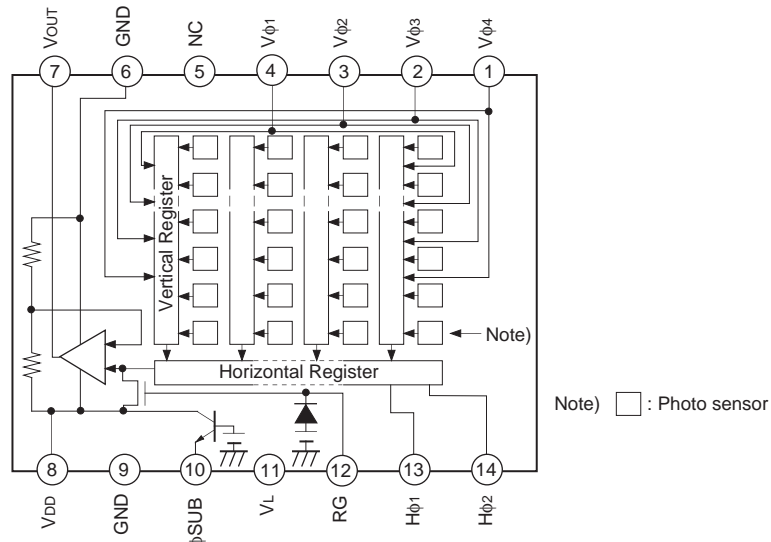 VOUT GND NC Vϕ1 Vϕ2 Vϕ3 Vϕ4
7 6 5 4 3 2 1
Vertical Register
Note)
Horizontal Register
Note) : Photo sensor
8 9 10 11 12 13 14
VDD GND ϕSUB VL RG Hϕ1 Hϕ2